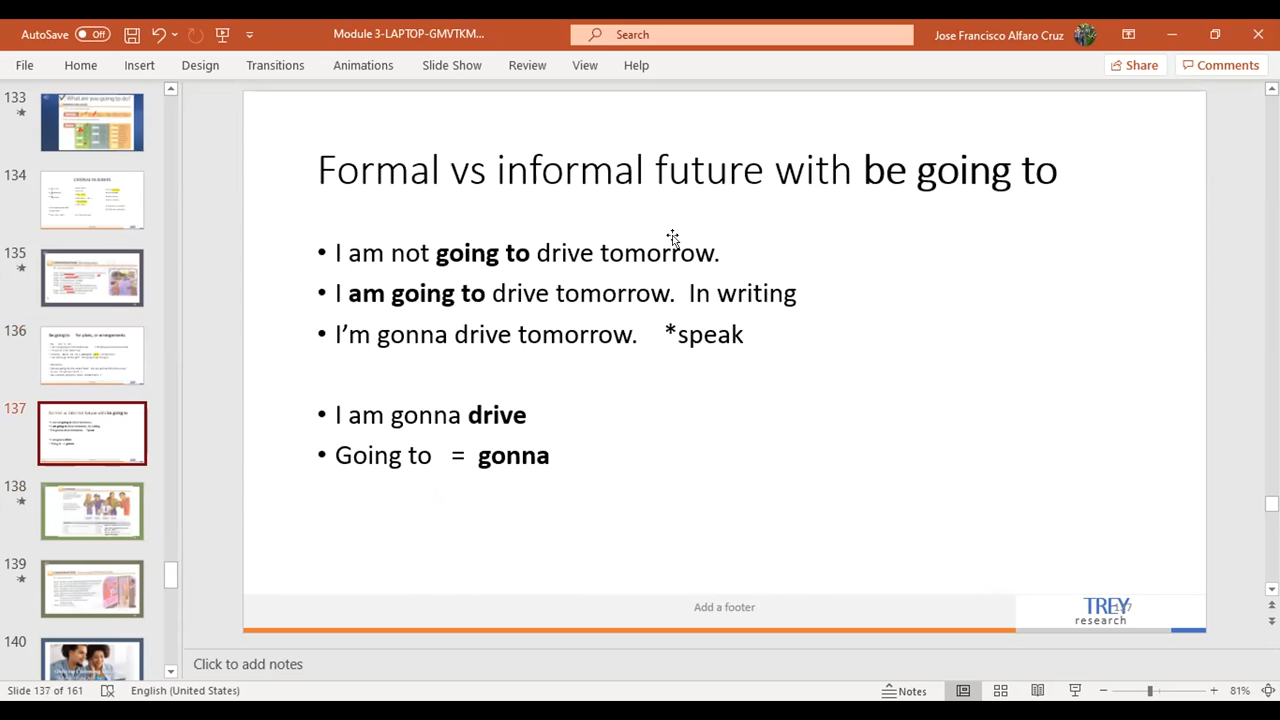 AutoSave Off Module 3-LAPTOP-GMVTKM... Search Jose Francisco Alfaro Cruz
File Home Insert Design Transitions Animations Slide Show Review View Help Share Comments
133
134
135
136
137
138
139
140
Formal vs informal future with be going to
• I am not going to drive tomorrow.
• I am going to drive tomorrow. In writing
• I’m gonna drive tomorrow. *speak
• I am gonna drive
• Going to = gonna
Add a footer
TREY
research
Click to add notes
Slide 137 of 161 English (United States) Notes 81%